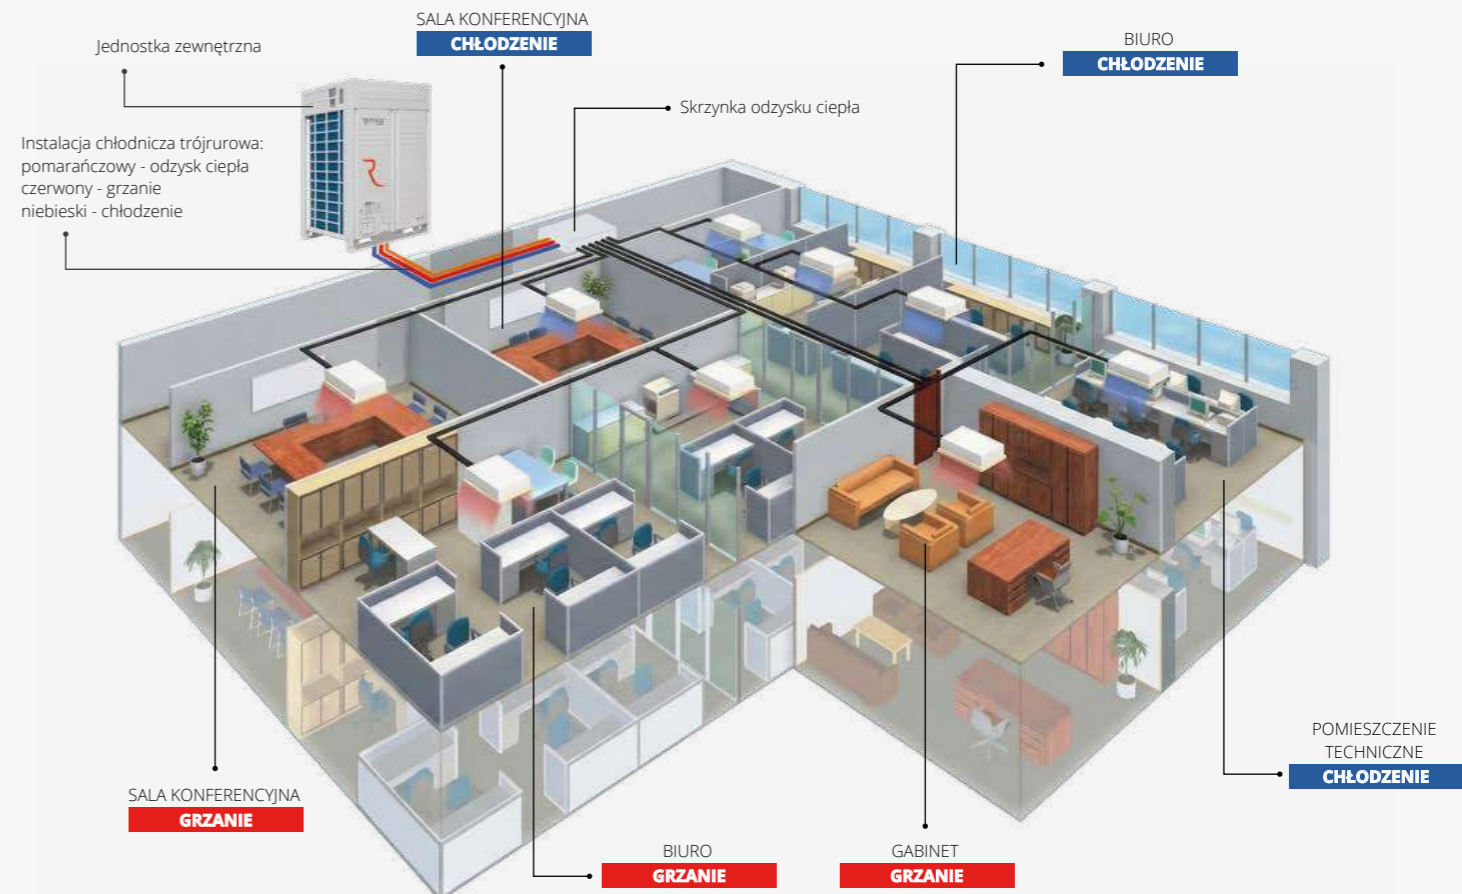 SALA KONFERENCYJNA
CHŁODZENIE
Jednostka zewnętrzna
BIURO
CHŁODZENIE
Skrzynka odzysku ciepła
Instalacja chłodnicza trójrurowa:
pomarańczowy - odzysk ciepła
czerwony - grzanie
niebieski - chłodzenie
POMIESZCZENIE
TECHNICZNE
CHŁODZENIE
SALA KONFERENCYJNA
GRZANIE
BIURO
GRZANIE
GABINET
GRZANIE